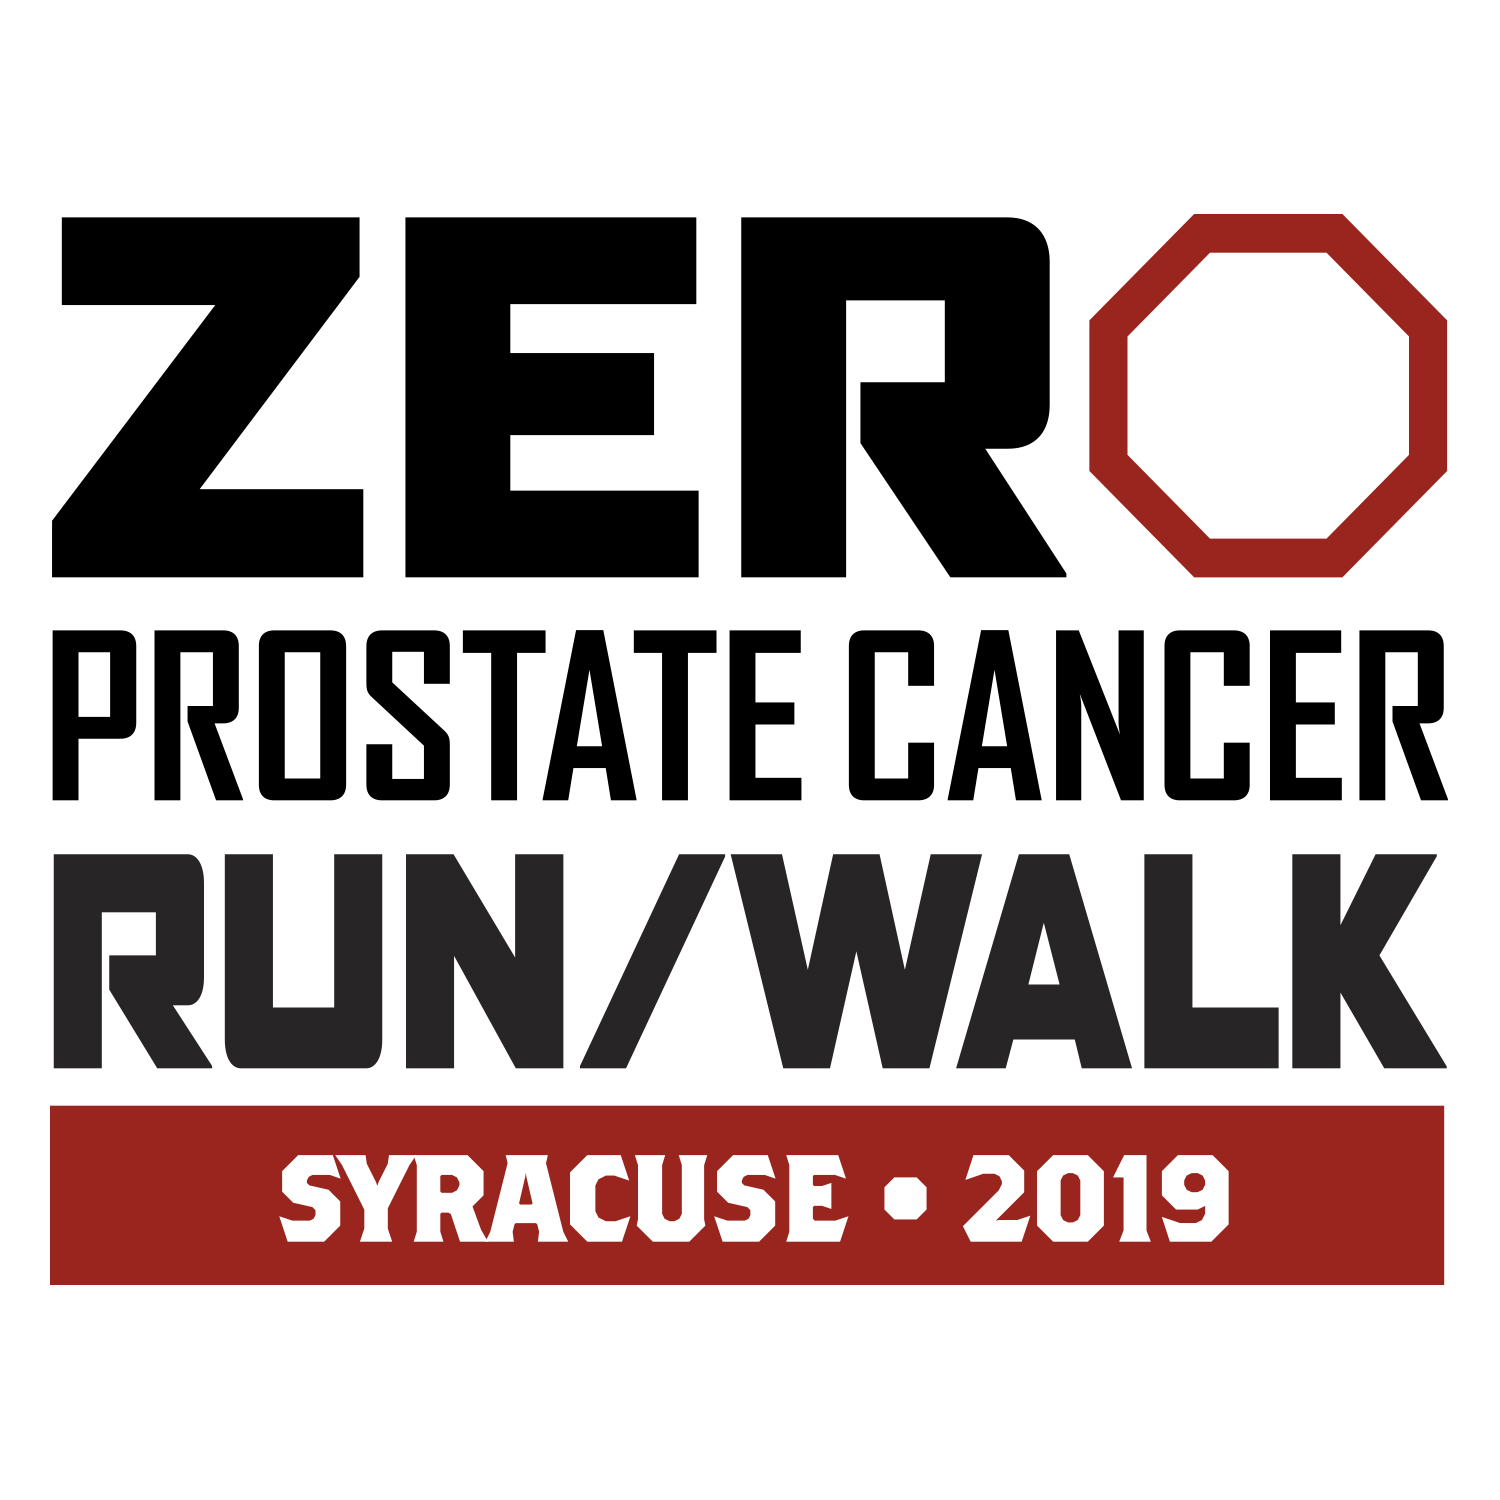 ZERO
PROSTATE CANCER
RUN/WALK
SYRACUSE • 2019